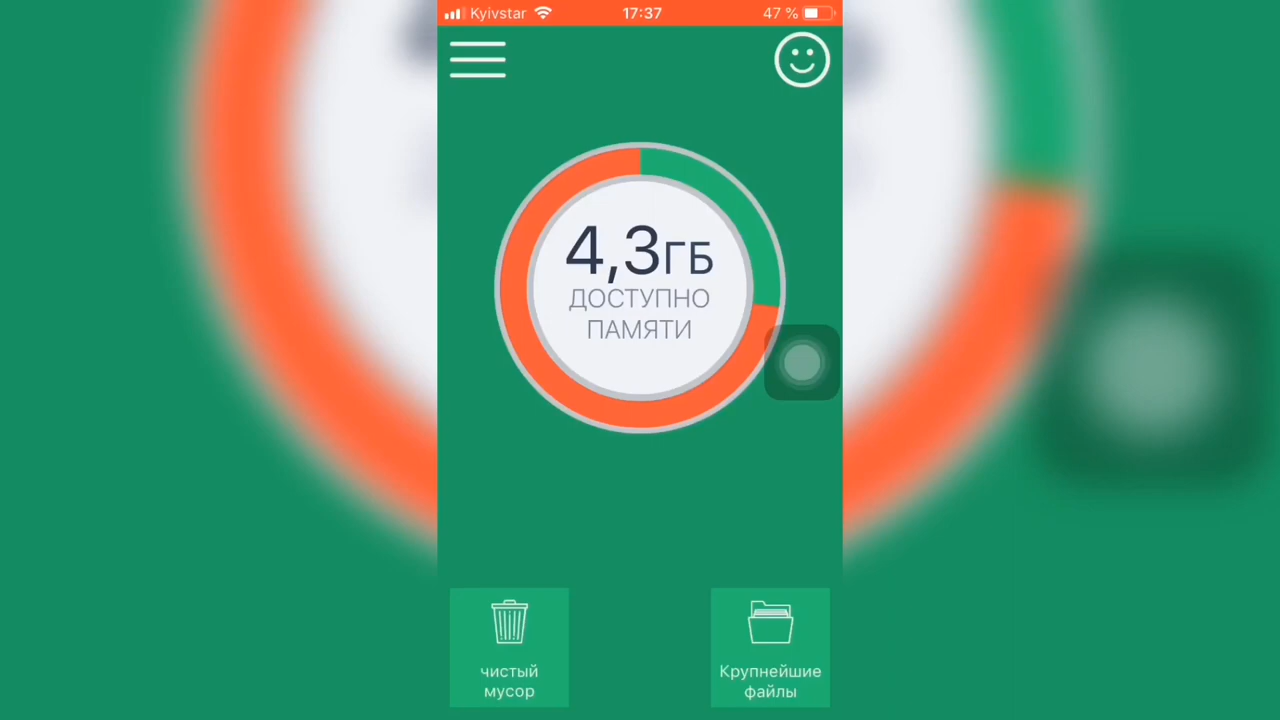 Kyivstar 17:37 47 %
4,3ГБ
ДОСТУПНО
ПАМЯТИ
чистый
мусор
Крупнейшие
файлы